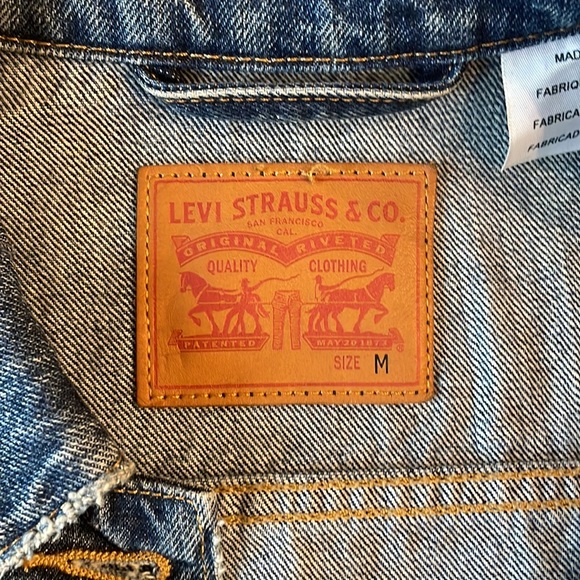 LEVI STRAUSS & CO.
SAN FRANCISCO
CAL.
ORIGINAL RIVETED
QUALITY CLOTHING
PATENTED MAY 20 1873
®
SIZE M
MAD
FABRIQ
FABRICA
FABRICAD